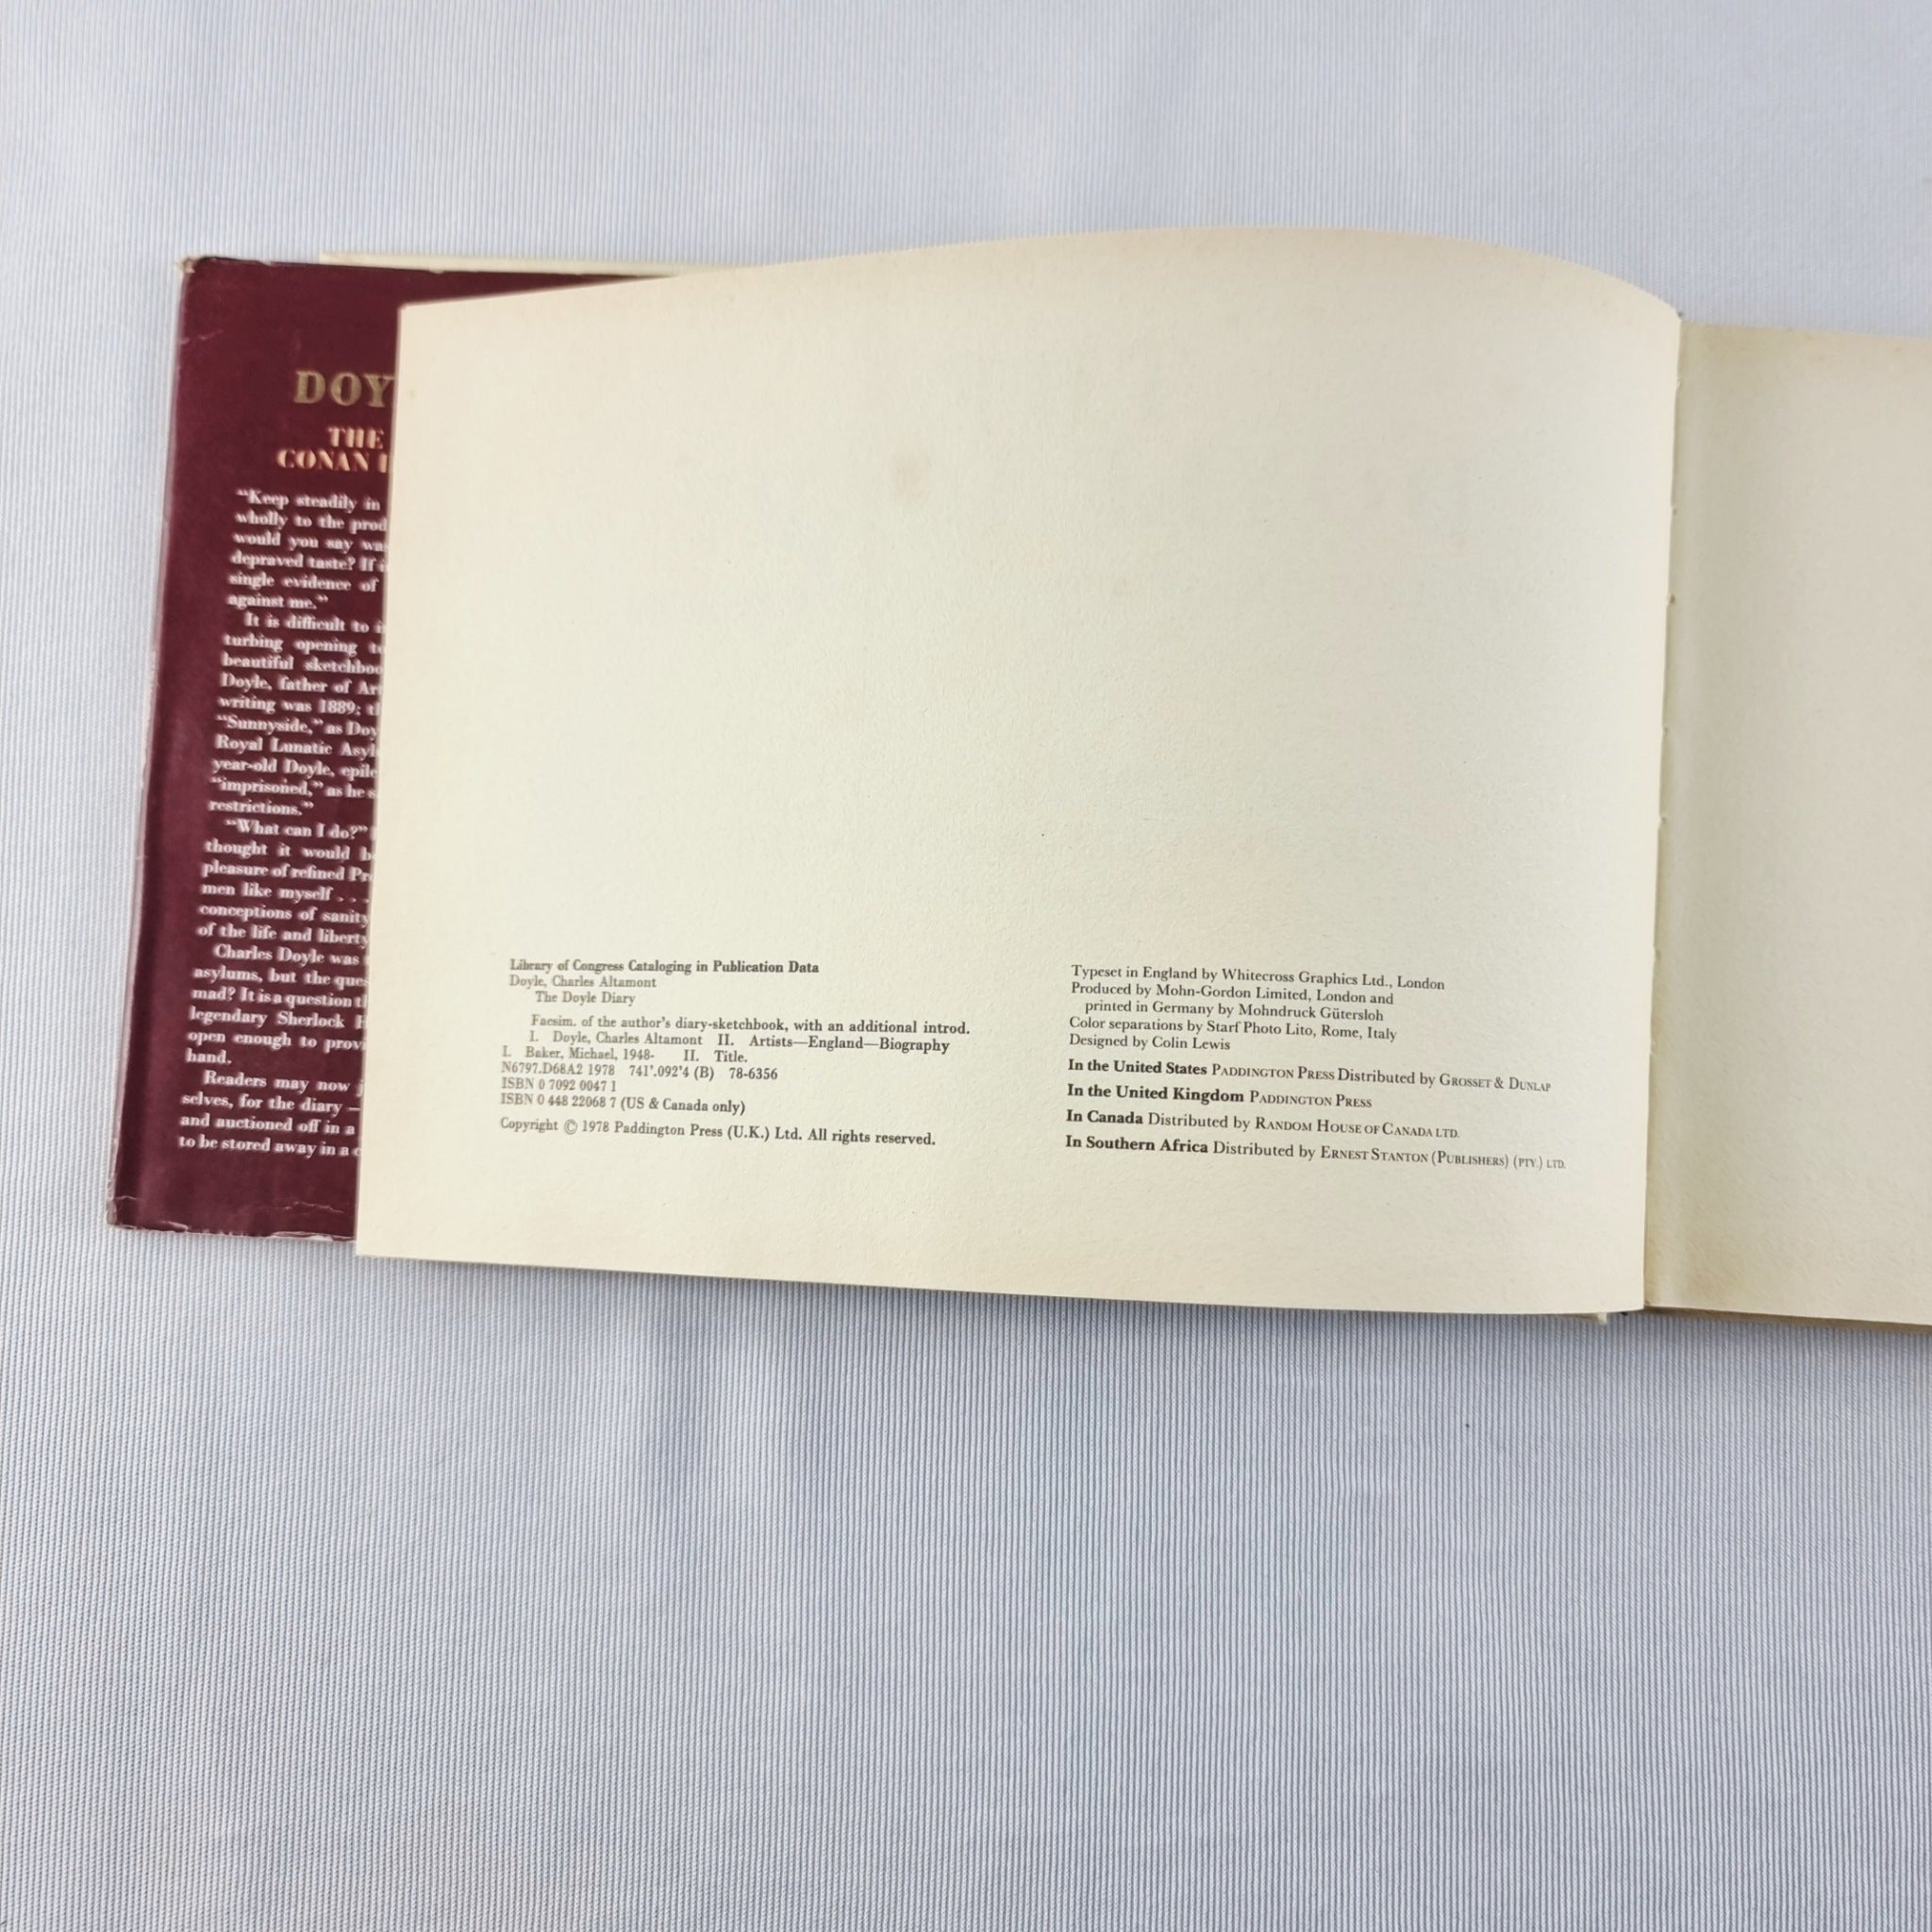 DOY
THE
CONAN
"Keep steadily in
wholly to the prod
would you say wa
depraved taste? If
single evidence of
against me."
It is difficult to
turbing opening
beautiful sketchboo
Doyle, father of Ar
writing was 1889;
"Sunnyside," as Doy
Royal Lunatic Asyl
year-old Doyle, epile
"imprisoned," as he s
restrictions."
"What can I do?"
thought it would b
pleasure of refined Pr
men like myself . . .
conceptions of sanity
of the life and liberty
Charles Doyle was
asylums, but the ques
mad? It is a question t
legendary Sherlock H
open enough to provi
hand.
Readers may now j
selves, for the diary —
and auctioned off in a
to be stored away in a c
Library of Congress Cataloging in Publication Data
Doyle, Charles Altamont
The Doyle Diary
Facsim. of the author's diary-sketchbook, with an additional introd.
I. Doyle, Charles Altamont II. Artists—England—Biography
I. Baker, Michael, 1948- II. Title.
N6797.D68A2 1978 741'.092'4 (B) 78-6356
ISBN 0 7092 0047 1
ISBN 0 448 22068 7 (US & Canada only)
Copyright © 1978 Paddington Press (U.K.) Ltd. All rights reserved.
Typeset in England by Whitecross Graphics Ltd., London
Produced by Mohn-Gordon Limited, London and
printed in Germany by Mohndruck Gütersloh
Color separations by Starf Photo Lito, Rome, Italy
Designed by Colin Lewis
In the United States PADDINGTON PRESS Distributed by GROSSET & DUNLAP
In the United Kingdom PADDINGTON PRESS
In Canada Distributed by RANDOM HOUSE OF CANADA LTD.
In Southern Africa Distributed by ERNEST STANTON (PUBLISHERS) (PTY.) LTD.